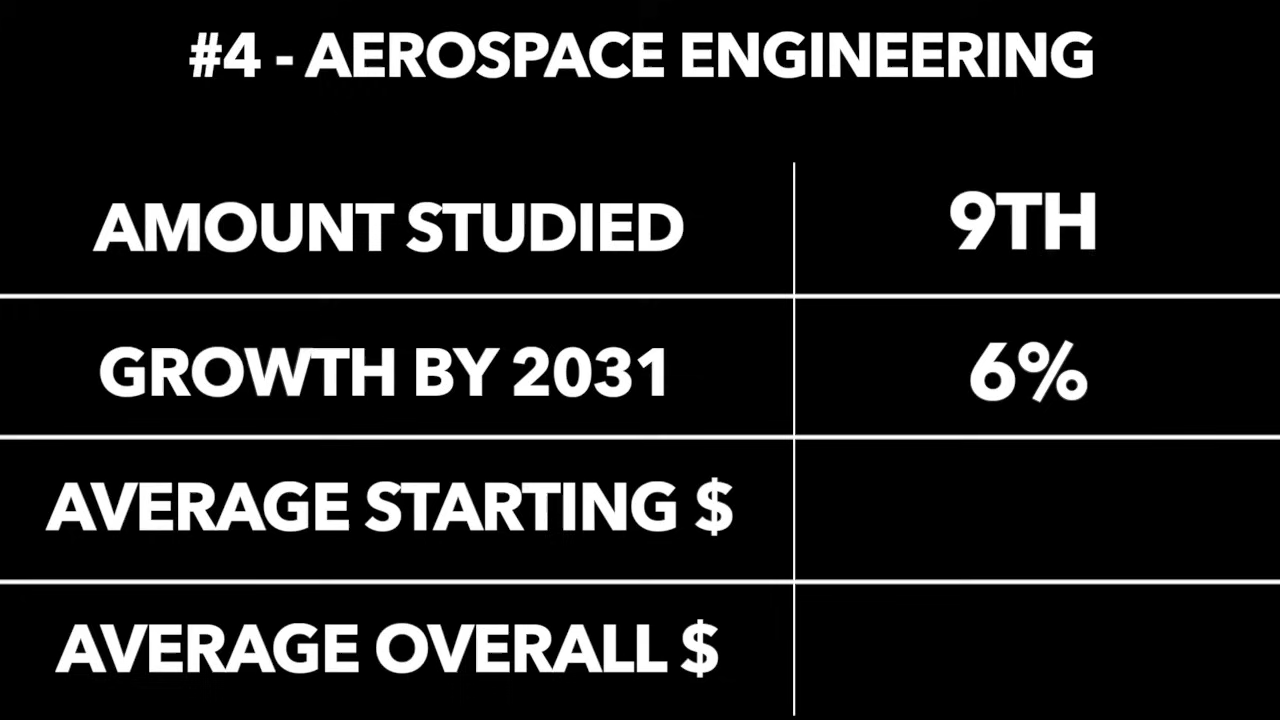 #4 - AEROSPACE ENGINEERING
AMOUNT STUDIED 9TH
GROWTH BY 2031 6%
AVERAGE STARTING $
AVERAGE OVERALL $